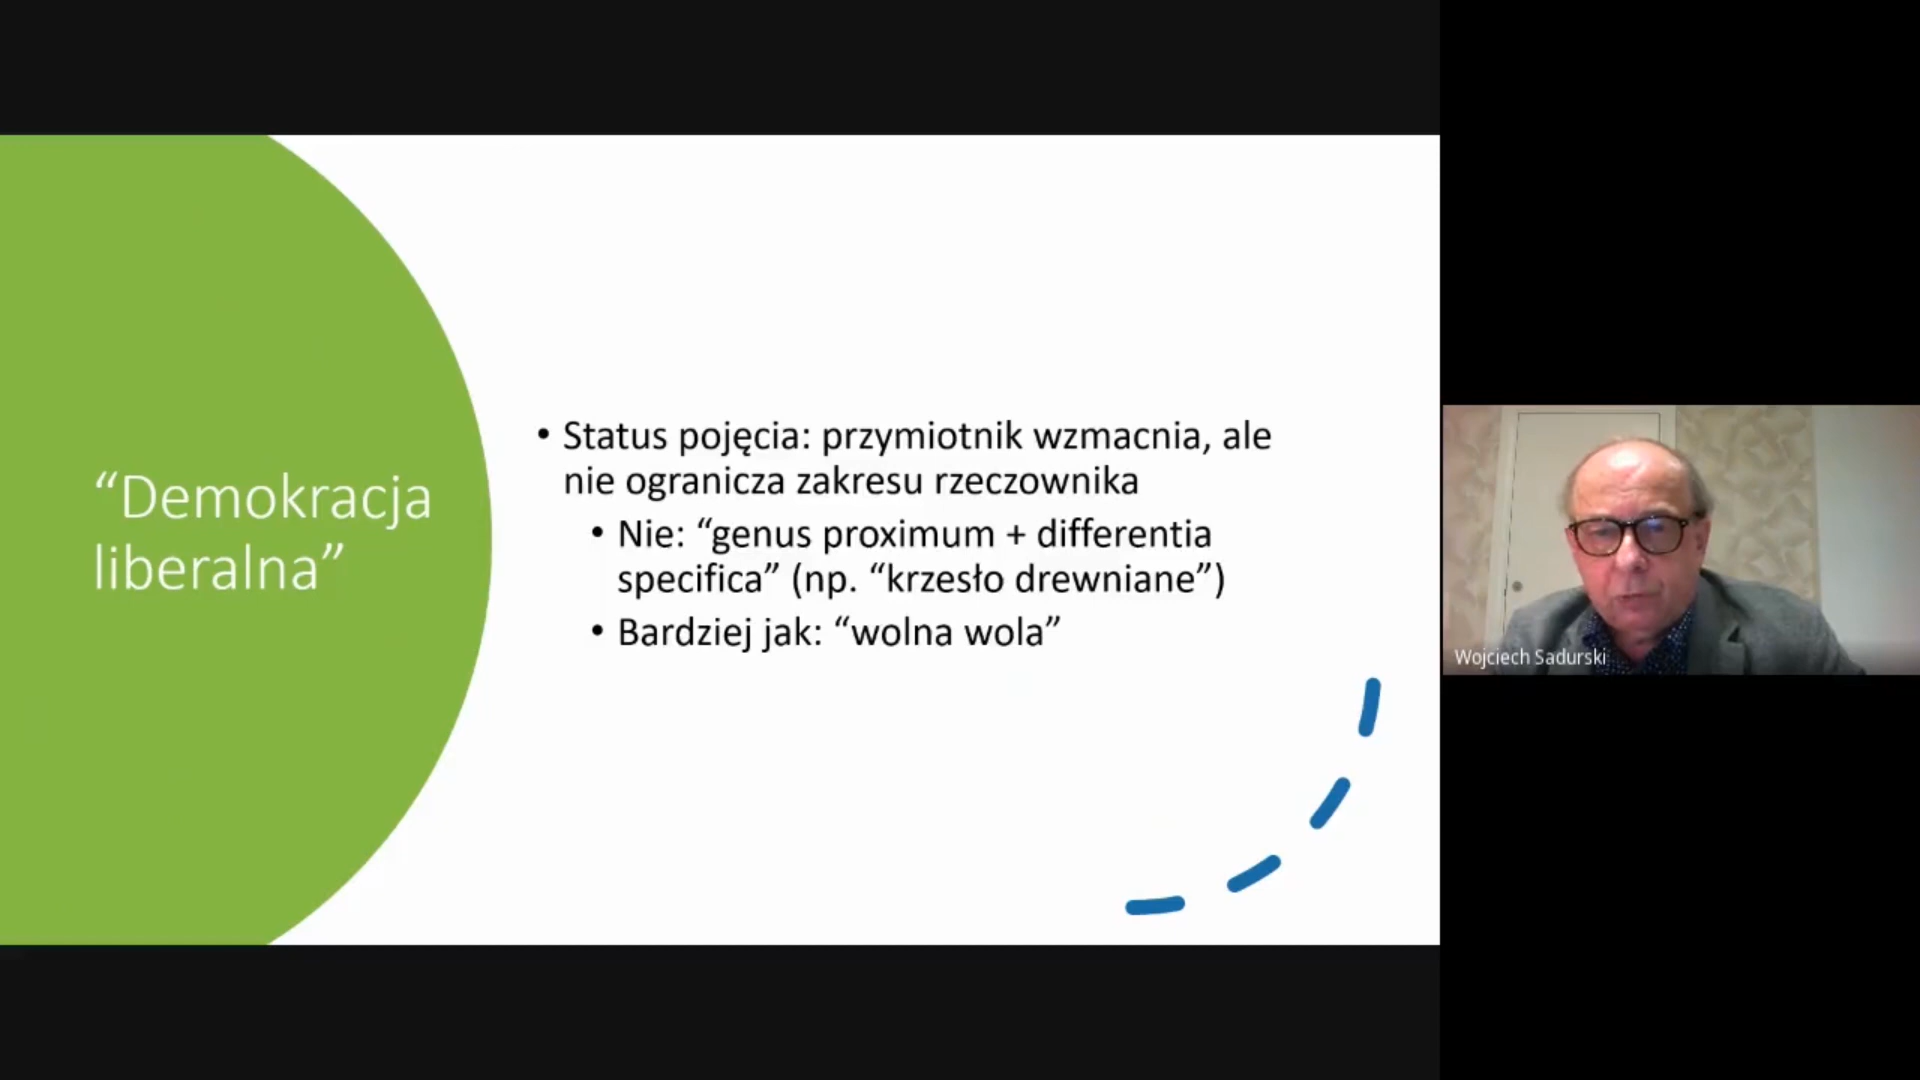 “Demokracja
liberalna”
• Status pojęcia: przymiotnik wzmacnia, ale
nie ogranicza zakresu rzeczownika
• Nie: “genus proximum + differentia
specifica” (np. “krzesło drewniane”)
• Bardziej jak: “wolna wola”
Wojciech Sadurski